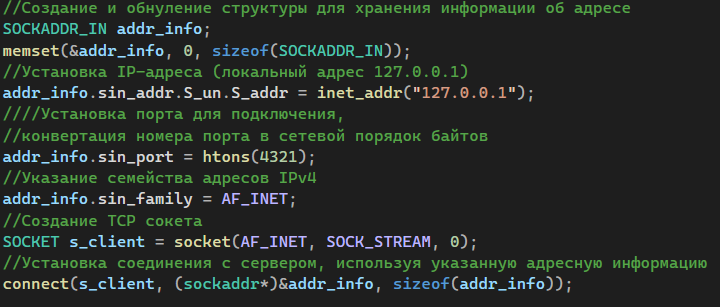 //Создание и обнуление структуры для хранения информации об адресе
SOCKADDR_IN addr_info;
memset(&addr_info, 0, sizeof(SOCKADDR_IN));
//Установка IP-адреса (локальный адрес 127.0.0.1)
addr_info.sin_addr.S_un.S_addr = inet_addr("127.0.0.1");
////Установка порта для подключения,
//конвертация номера порта в сетевой порядок байтов
addr_info.sin_port = htons(4321);
//Указание семейства адресов IPv4
addr_info.sin_family = AF_INET;
//Создание TCP сокета
SOCKET s_client = socket(AF_INET, SOCK_STREAM, 0);
//Установка соединения с сервером, используя указанную адресную информацию
connect(s_client, (sockaddr*)&addr_info, sizeof(addr_info));